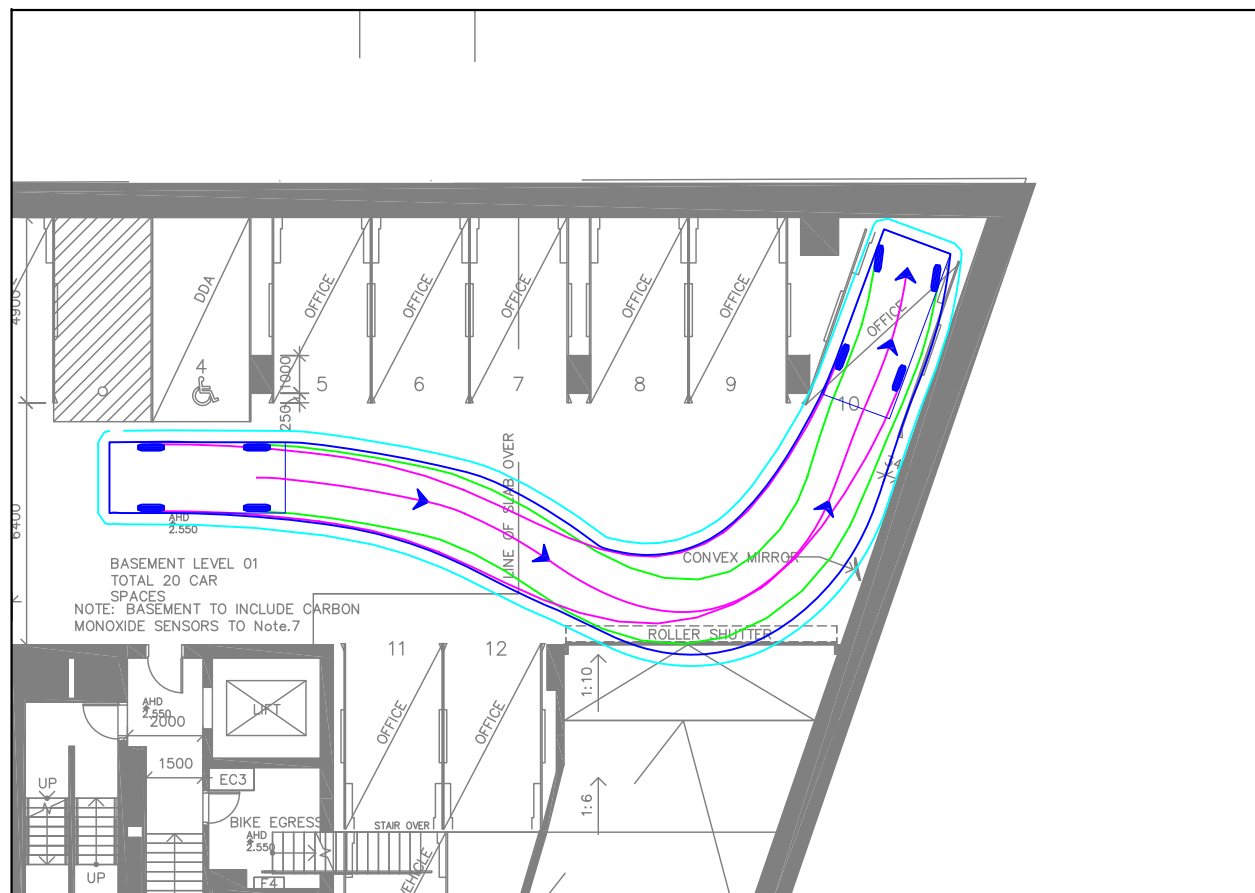 4900
DDA
4
OFFICE
5
OFFICE
6
OFFICE
7
OFFICE
8
OFFICE
9
OFFICE
10
1000
250
LINE OF SLAB OVER
6400
AHD
2.550
BASEMENT LEVEL 01
TOTAL 20 CAR
SPACES
NOTE: BASEMENT TO INCLUDE CARBON
MONOXIDE SENSORS TO Note.7
CONVEX MIRROR
ROLLER SHUTTER
11
12
OFFICE
OFFICE
1:10
1:6
AHD
2.550
2000
LIFT
1500
EC3
UP
UP
BIKE EGRESS
AHD
2.550
STAIR OVER
VEHICLE
F4